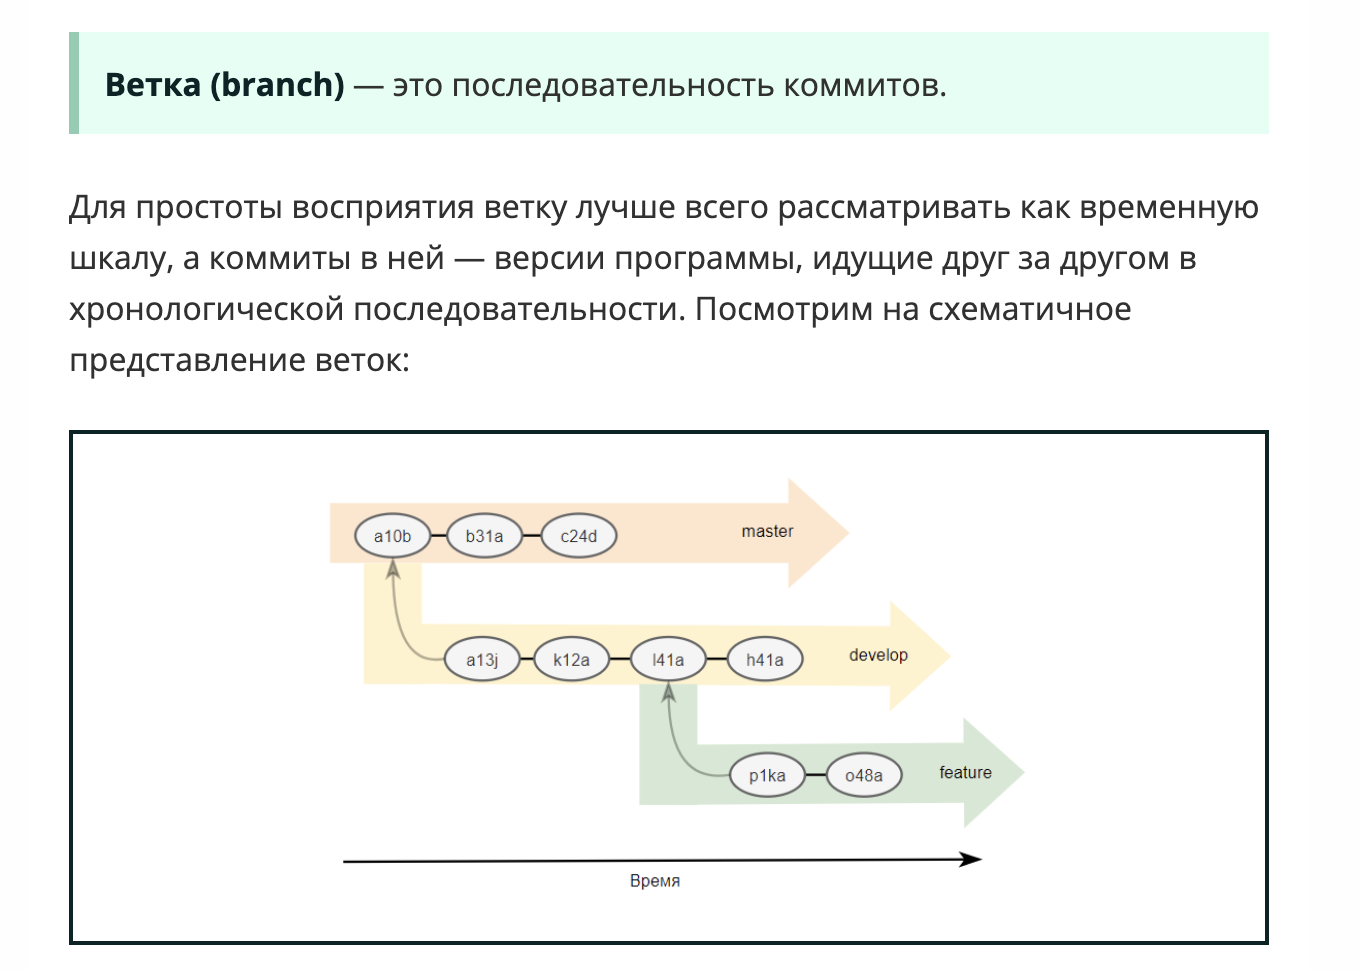 Ветка (branch) — это последовательность коммитов.
Для простоты восприятия ветку лучше всего рассматривать как временную
шкалу, а коммиты в ней — версии программы, идущие друг за другом в
хронологической последовательности. Посмотрим на схематичное
представление веток:
a10b b31a c24d master
a13j k12a l41a h41a develop
p1ka o48a feature
Время